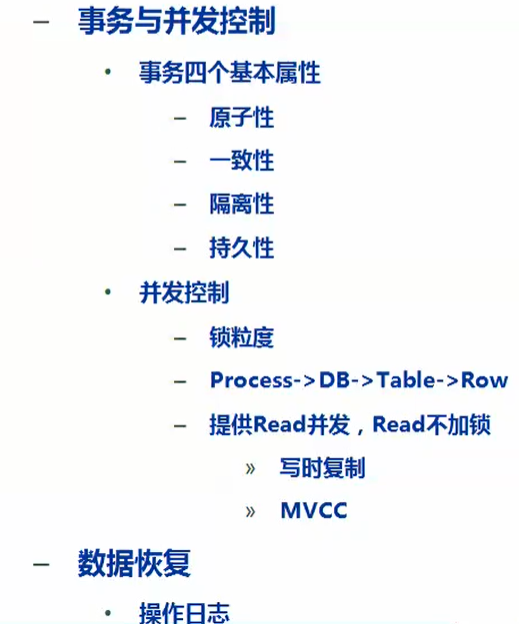 – 事务与并发控制
• 事务四个基本属性
– 原子性
– 一致性
– 隔离性
– 持久性
• 并发控制
– 锁粒度
– Process->DB->Table->Row
– 提供Read并发，Read不加锁
» 写时复制
» MVCC
– 数据恢复
• 操作日志